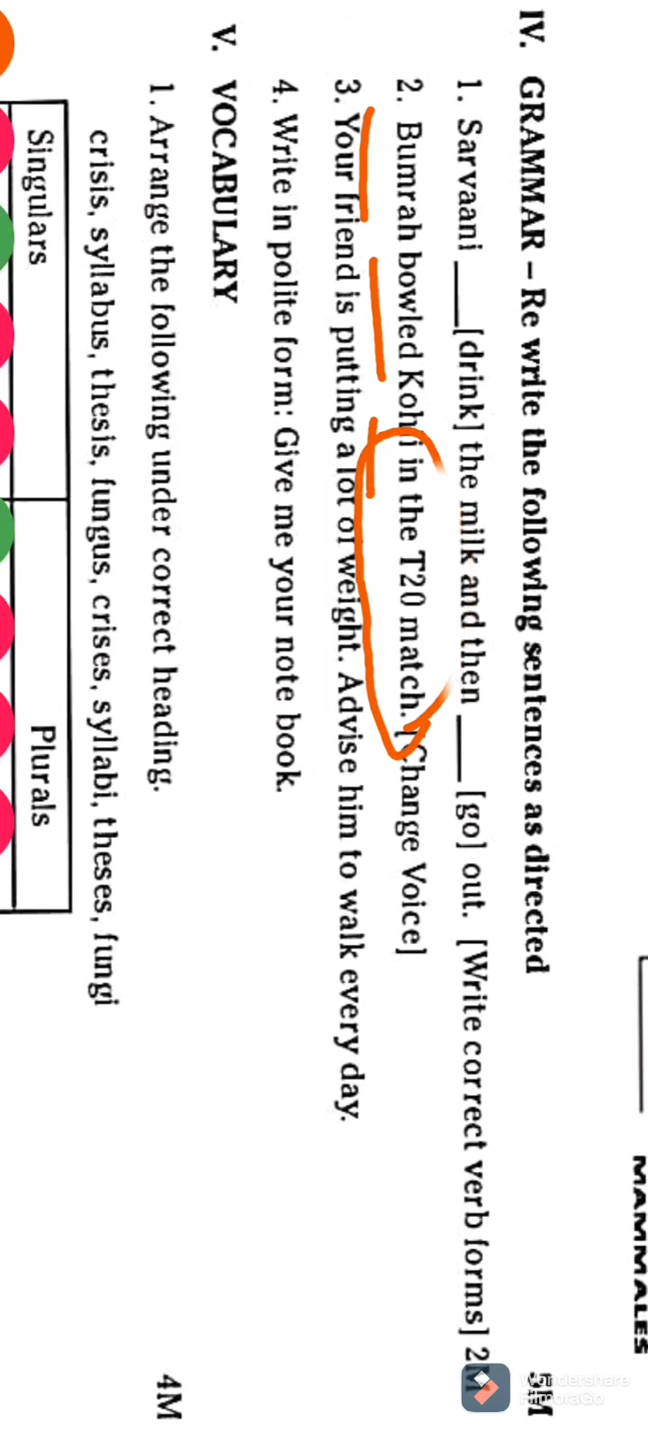 MAMMALES
IV. GRAMMAR – Re write the following sentences as directed 5M
1. Sarvaani ___[drink] the milk and then ___ [go] out. [Write correct verb forms] 2M
2. Bumrah bowled Kohli in the T20 match. [Change Voice]
3. Your friend is putting a lot of weight. Advise him to walk every day.
4. Write in polite form: Give me your note book.
V. VOCABULARY
1. Arrange the following under correct heading. 4M
crisis, syllabus, thesis, fungus, crises, syllabi, theses, fungi
Singulars Plurals
Wondershare
FilmoraGo